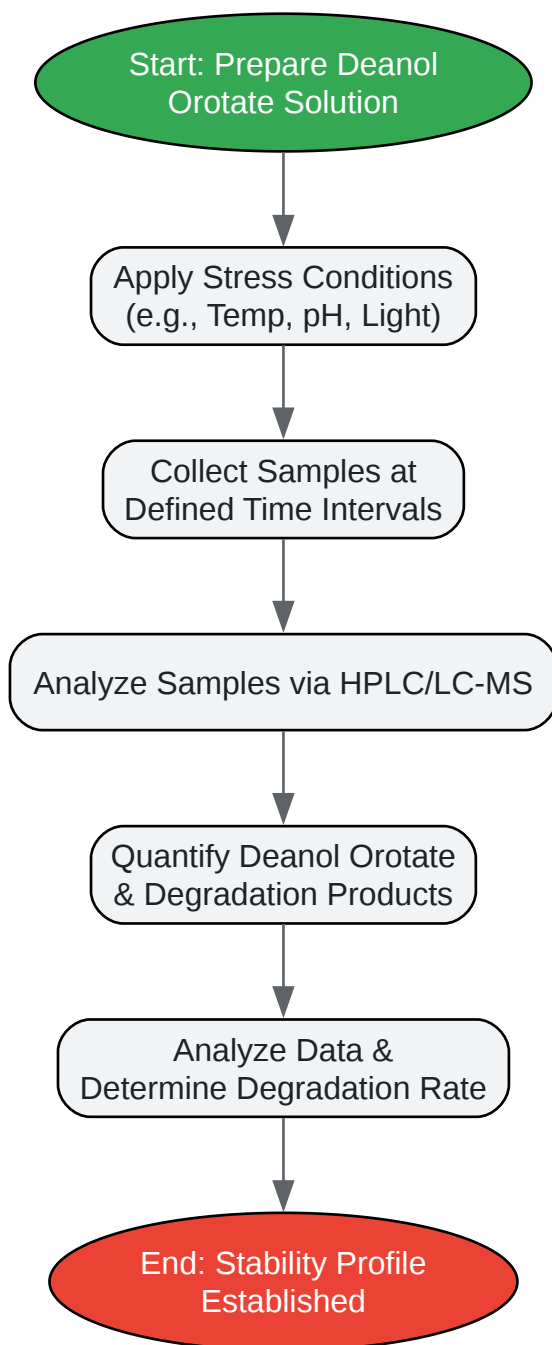 Start: Prepare Deanol
Orotate Solution
Apply Stress Conditions
(e.g., Temp, pH, Light)
Collect Samples at
Defined Time Intervals
Analyze Samples via HPLC/LC-MS
Quantify Deanol Orotate
& Degradation Products
Analyze Data &
Determine Degradation Rate
End: Stability Profile
Established